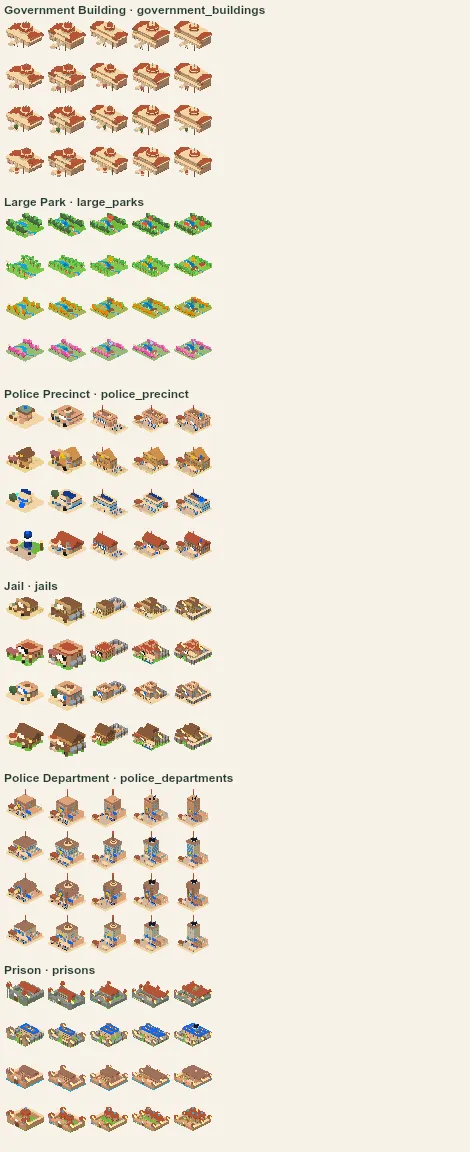 Government Building · government_buildings
Large Park · large_parks
Police Precinct · police_precinct
Jail · jails
Police Department · police_departments
Prison · prisons